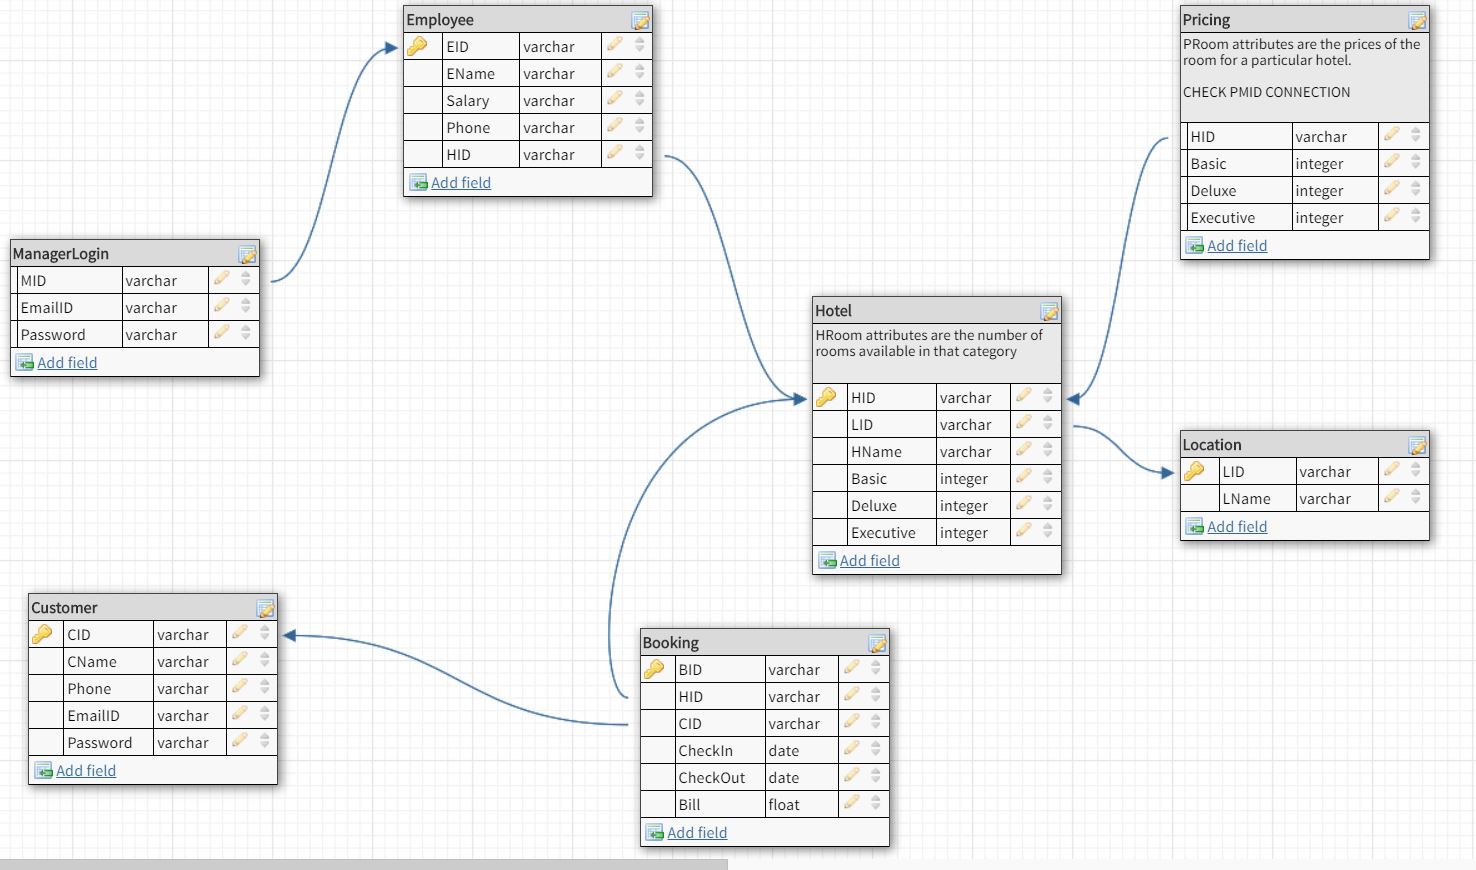 Employee
EID varchar
EName varchar
Salary varchar
Phone varchar
HID varchar
Add field
Pricing
PRoom attributes are the prices of the
room for a particular hotel.
CHECK PMID CONNECTION
HID varchar
Basic integer
Deluxe integer
Executive integer
Add field
ManagerLogin
MID varchar
EmailID varchar
Password varchar
Add field
Hotel
HRoom attributes are the number of
rooms available in that category
HID varchar
LID varchar
HName varchar
Basic integer
Deluxe integer
Executive integer
Add field
Location
LID varchar
LName varchar
Add field
Customer
CID varchar
CName varchar
Phone varchar
EmailID varchar
Password varchar
Add field
Booking
BID varchar
HID varchar
CID varchar
CheckIn date
CheckOut date
Bill float
Add field